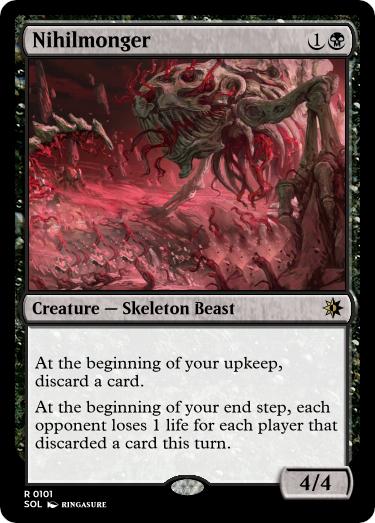 Nihilmonger 1
Creature — Skeleton Beast
At the beginning of your upkeep,
discard a card.
At the beginning of your end step, each
opponent loses 1 life for each player that
discarded a card this turn.
4/4
R 0101
SOL RINGASURE